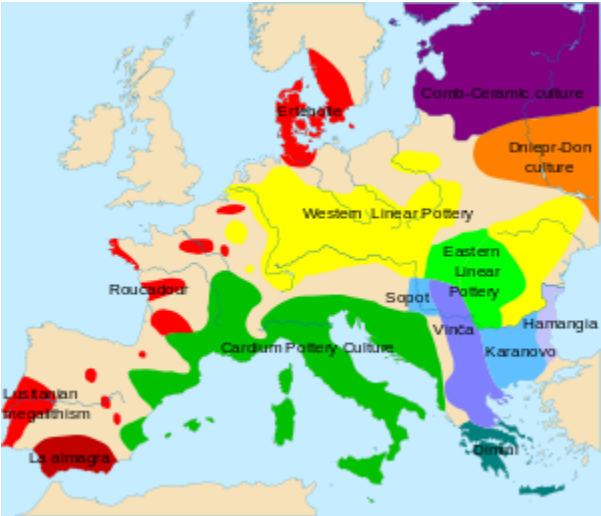 Comb-Ceramic culture
Ertebølle
Dniepr-Don
culture
Western Linear Pottery
Eastern
Linear
Pottery
Roucadour
Sopot
Hamangia
Vinča
Cardium Pottery Culture
Karanovo
Lusitanian
megalithism
La almagra
Dimini